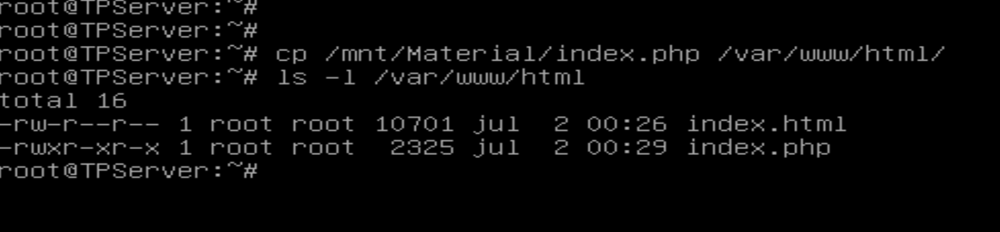 root@TPServer:~#
root@TPServer:~#
root@TPServer:~# cp /mnt/Material/index.php /var/www/html/
root@TPServer:~# ls -l /var/www/html
total 16
-rw-r--r-- 1 root root 10701 jul  2 00:26 index.html
-rwxr-xr-x 1 root root  2325 jul  2 00:29 index.php
root@TPServer:~#